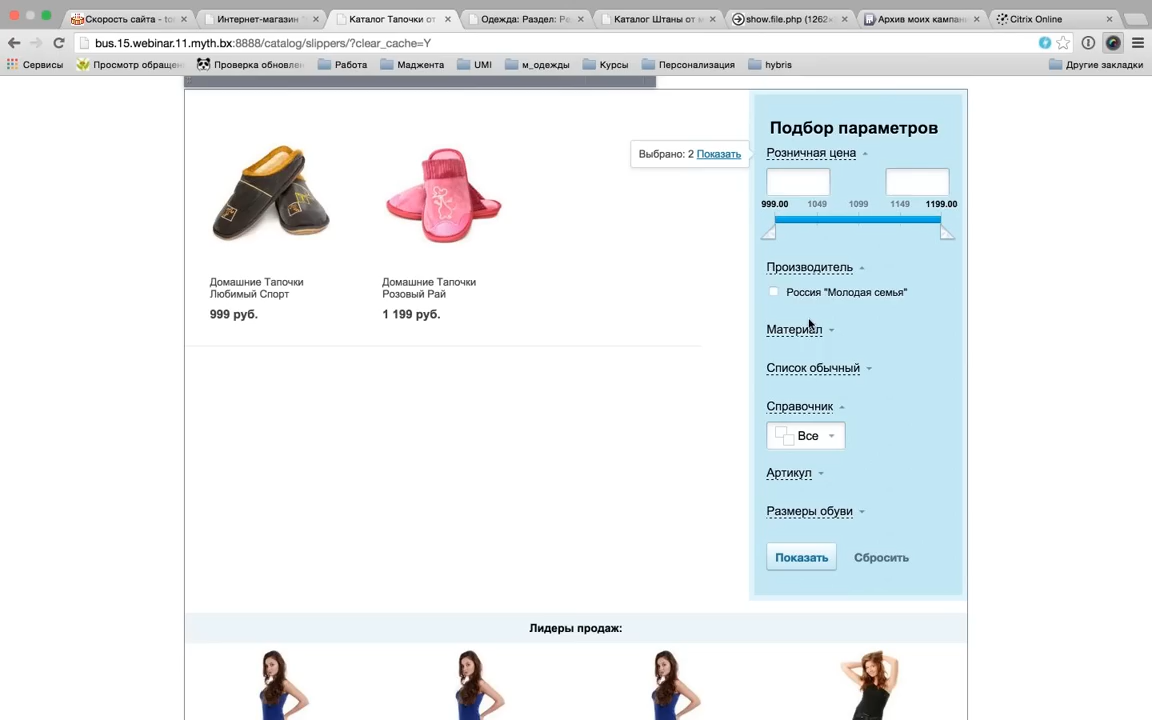 Скорость сайта - 
Интернет-магазин
Каталог Тапочки от
Одежда: Раздел:
Каталог Штаны от
show.file.php (1262
Архив моих кампан
Citrix Online
bus.15.webinar.11.myth.bx:8888/catalog/slippers/?clear_cache=Y
Сервисы
Просмотр обращен
Проверка обновлен
Работа
Маджента
UMI
м_одежды
Курсы
Персонализация
hybris
Другие закладки
Подбор параметров
Выбрано: 2 Показать
Розничная цена
999.00 1049 1099 1149 1199.00
Производитель
Россия "Молодая семья"
Материал
Список обычный
Справочник
Все
Артикул
Размеры обуви
Показать Сбросить
Домашние Тапочки
Любимый Спорт
999 руб.
Домашние Тапочки
Розовый Рай
1 199 руб.
Лидеры продаж: